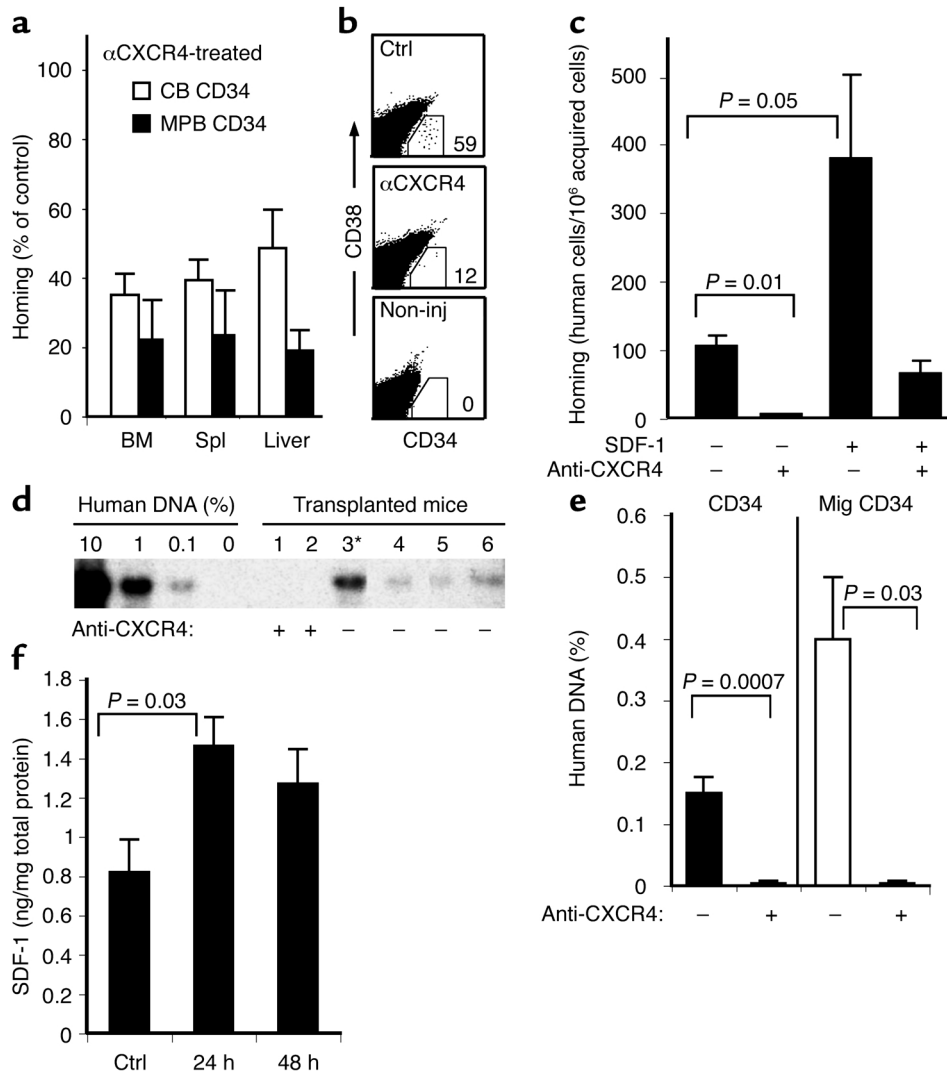 a
αCXCR4-treated
CB CD34
MPB CD34
Homing (% of control)
100
80
60
40
20
0
BM Spl Liver
b
Ctrl
59
αCXCR4
12
Non-inj
0
CD38
CD34
c
Homing (human cells/10⁶ acquired cells)
500
400
300
200
100
0
P = 0.05
P = 0.01
SDF-1 – – + +
Anti-CXCR4 – + – +
d
Human DNA (%) Transplanted mice
10 1 0.1 0 1 2 3* 4 5 6
Anti-CXCR4: + + – – – –
e
CD34 Mig CD34
Human DNA (%)
0.6
0.5
0.4
0.3
0.2
0.1
0
P = 0.03
P = 0.0007
Anti-CXCR4: – + – +
f
SDF-1 (ng/mg total protein)
1.8
1.6
1.4
1.2
1
0.8
0.6
0.4
0.2
0
P = 0.03
Ctrl 24 h 48 h